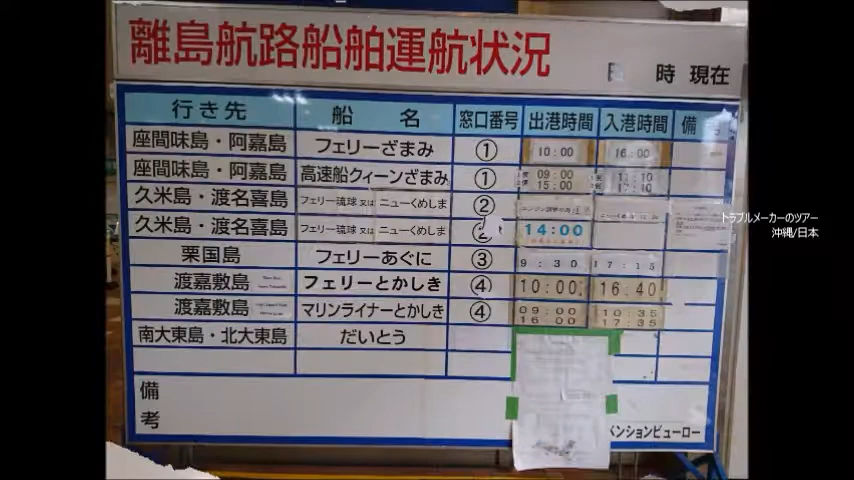 離島航路船舶運航状況
日 時 現在
行き先 船 名 窓口番号 出港時間 入港時間 備
座間味島・阿嘉島 フェリーざまみ ① 10:00 16:00
座間味島・阿嘉島 高速船クィーンざまみ ① 09:00 15:00 11:10 17:10
久米島・渡名喜島 フェリー琉球 又は ニューくめしま ②
久米島・渡名喜島 フェリー琉球 又は ニューくめしま ② 14:00
粟国島 フェリーあぐに ③ 9:30 17:15
渡嘉敷島 フェリーとかしき ④ 10:00 16:40
渡嘉敷島 マリンライナーとかしき ④ 09:00 16:00 10:35 17:35
南大東島・北大東島 だいとう
備
考
ベンションビューロー
トラブルメーカーのツアー
沖縄/日本